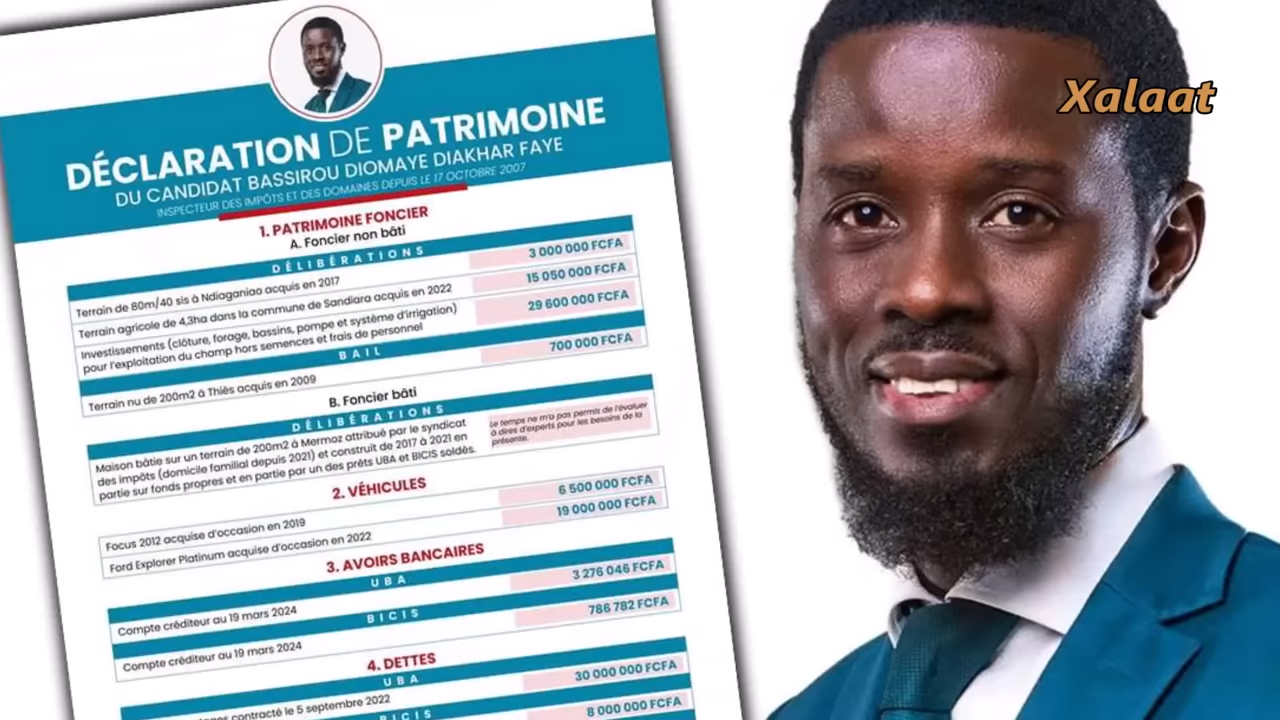 Xalaat
DÉCLARATION DE PATRIMOINE
DU CANDIDAT BASSIROU DIOMAYE DIAKHAR FAYE
INSPECTEUR DES IMPÔTS ET DES DOMAINES DEPUIS LE 17 OCTOBRE 2007
1. PATRIMOINE FONCIER
A. Foncier non bâti
DÉLIBÉRATIONS
Terrain de 80m/40 sis à Ndiaganiao acquis en 2017 3 000 000 FCFA
Terrain agricole de 4,3ha dans la commune de Sandiara acquis en 2022 15 050 000 FCFA
Investissements (clôture, forage, bassins, pompe et système d'irrigation)
pour l'exploitation du champ hors semences et frais de personnel
29 600 000 FCFA
BAIL
Terrain nu de 200m2 à Thiés acquis en 2009 700 000 FCFA
B. Foncier bâti
DÉLIBÉRATIONS
Maison bâtie sur un terrain de 200m2 à Mermoz attribué par le syndicat
des impôts (domicile familial depuis 2021) et construit de 2017 à 2021 en
partie sur fonds propres et en partie par un des prêts UBA et BICIS soldés.
Le temps ne m'a pas permis de l'évaluer
à dires d'experts pour les besoins de la
présente.
2. VÉHICULES
Focus 2012 acquise d'occasion en 2019 6 500 000 FCFA
Ford Explorer Platinum acquise d'occasion en 2022 19 000 000 FCFA
3. AVOIRS BANCAIRES
UBA
Compte créditeur au 19 mars 2024 3 276 046 FCFA
BICIS
Compte créditeur au 19 mars 2024 786 782 FCFA
4. DETTES
UBA
contracté le 5 septembre 2022 30 000 000 FCFA
BICIS
8 000 000 FCFA